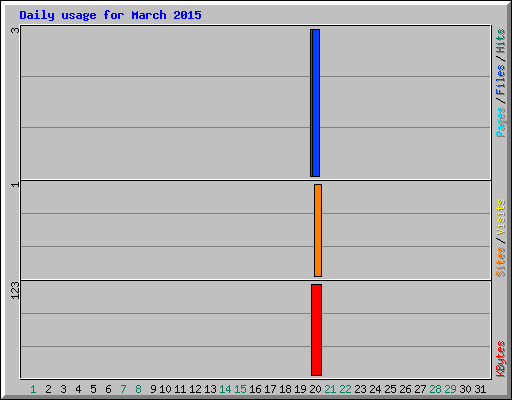 Daily usage for March 2015
3
1
123
Pages/Files/Hits
Sites/Visits
KBytes
1 2 3 4 5 6 7 8 9 10 11 12 13 14 15 16 17 18 19 20 21 22 23 24 25 26 27 28 29 30 31